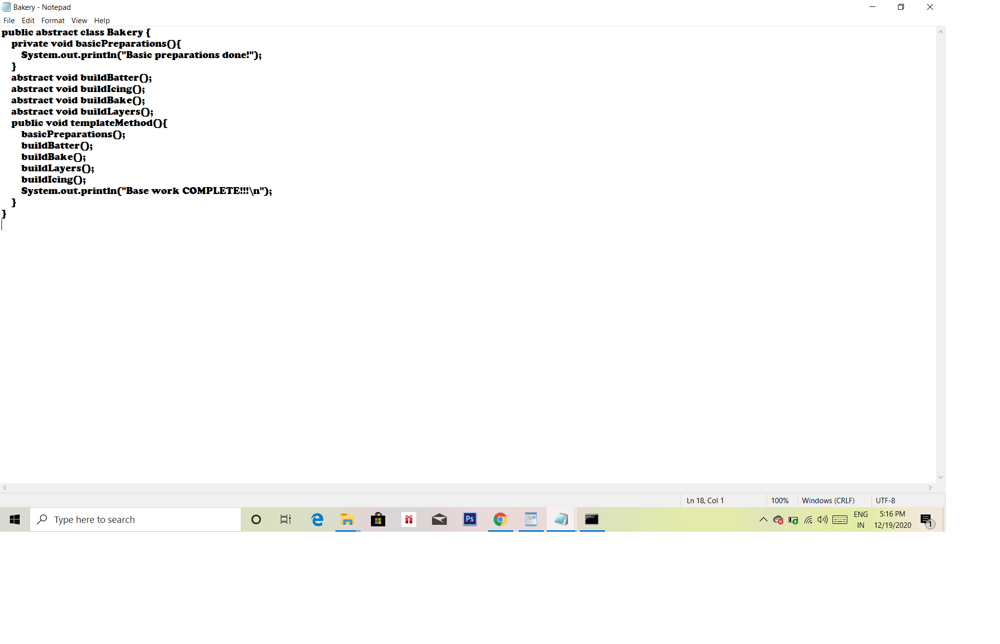 Bakery - Notepad
File Edit Format View Help
public abstract class Bakery {
    private void basicPreparations(){
        System.out.println("Basic preparations done!");
    }
    abstract void buildBatter();
    abstract void buildIcing();
    abstract void buildBake();
    abstract void buildLayers();
    public void templateMethod(){
        basicPreparations();
        buildBatter();
        buildBake();
        buildLayers();
        buildIcing();
        System.out.println("Base work COMPLETE!!!\n");
    }
}
Ln 18, Col 1 100% Windows (CRLF) UTF-8
Type here to search
Ps
ENG
IN
5:16 PM
12/19/2020
1